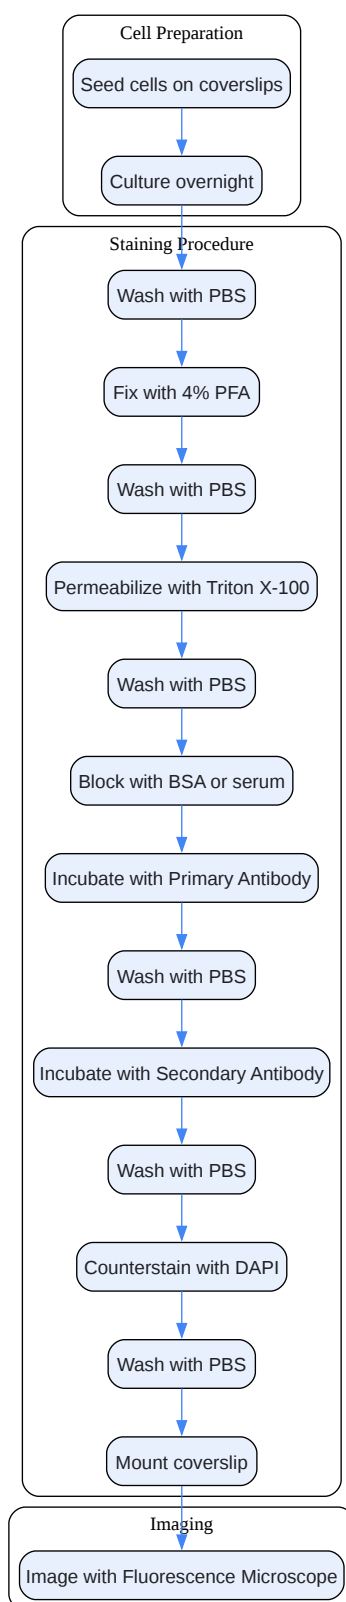 Cell Preparation
Seed cells on coverslips
Culture overnight
Staining Procedure
Wash with PBS
Fix with 4% PFA
Wash with PBS
Permeabilize with Triton X-100
Wash with PBS
Block with BSA or serum
Incubate with Primary Antibody
Wash with PBS
Incubate with Secondary Antibody
Wash with PBS
Counterstain with DAPI
Wash with PBS
Mount coverslip
Imaging
Image with Fluorescence Microscope